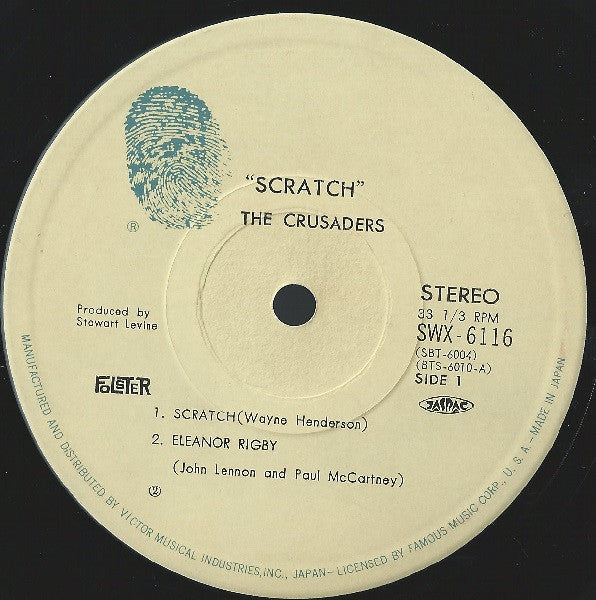 "SCRATCH"
THE CRUSADERS
®
Produced by
Stewart Levine
STEREO
33 1/3 RPM
SWX-6116
(SBT-6004)
(BTS-6010-A)
SIDE 1
JASRAC
1. SCRATCH(Wayne Henderson)
2. ELEANOR RIGBY
(John Lennon and Paul McCartney)
MANUFACTURED AND DISTRIBUTED BY VICTOR MUSICAL INDUSTRIES, INC., JAPAN–LICENSED BY FAMOUS MUSIC CORP., U. S. A.–MADE IN JAPAN